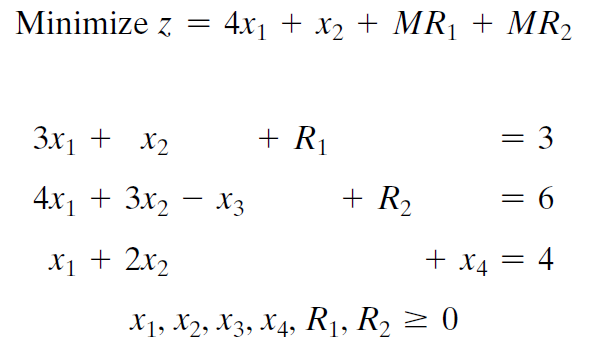 Minimize z = 4x₁ + x₂ + MR₁ + MR₂
3x₁ + x₂ + R₁ = 3
4x₁ + 3x₂ − x₃ + R₂ = 6
x₁ + 2x₂ + x₄ = 4
x₁, x₂, x₃, x₄, R₁, R₂ ≥ 0